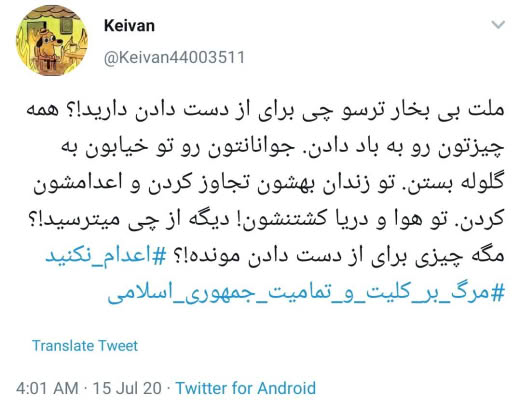 Keivan
@Keivan44003511
ملت بی بخار ترسو چی برای از دست دادن دارید!؟ همه
چیزتون رو به باد دادن. جوانانتون رو تو خیابون به
گلوله بستن. تو زندان بهشون تجاوز کردن و اعدامشون
کردن. تو هوا و دریا کشتنشون! دیگه از چی میترسید!؟
مگه چیزی برای از دست دادن مونده!؟ #اعدام_نکنید
#مرگ_بر_کلیت_و_تمامیت_جمهوری_اسلامی
Translate Tweet
4:01 AM · 15 Jul 20 · Twitter for Android